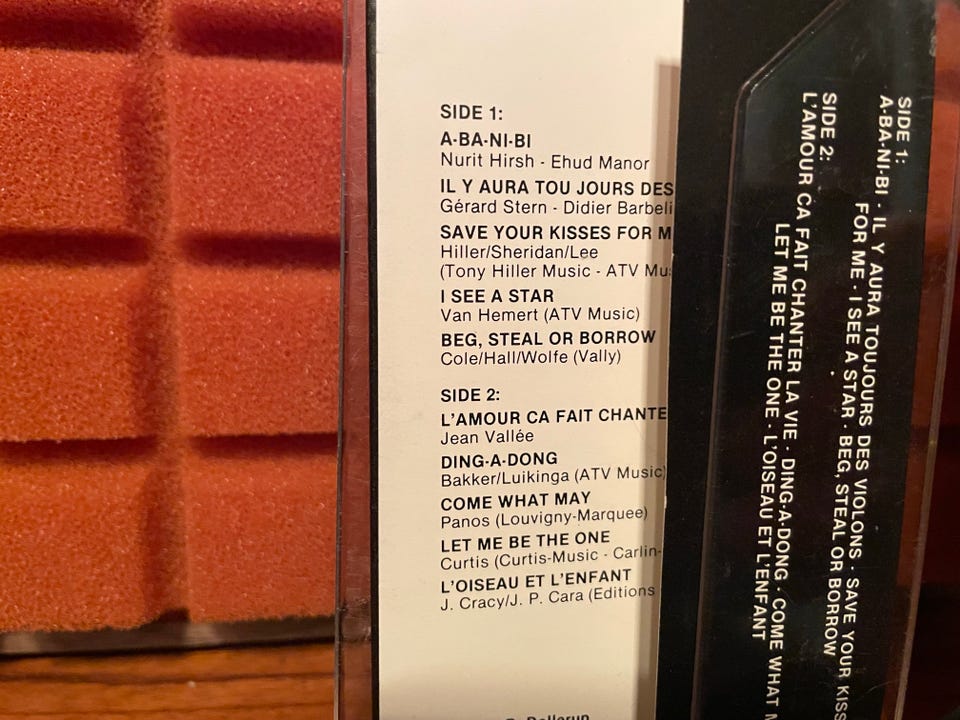 SIDE 1:
A-BA-NI-BI
Nurit Hirsh - Ehud Manor
IL Y AURA TOU JOURS DES
Gérard Stern - Didier Barbeli
SAVE YOUR KISSES FOR M
Hiller/Sheridan/Lee
(Tony Hiller Music - ATV Mu
I SEE A STAR
Van Hemert (ATV Music)
BEG, STEAL OR BORROW
Cole/Hall/Wolfe (Vally)
SIDE 2:
L'AMOUR CA FAIT CHANTE
Jean Vallée
DING-A-DONG
Bakker/Luikinga (ATV Music)
COME WHAT MAY
Panos (Louvigny-Marquee)
LET ME BE THE ONE
Curtis (Curtis-Music - Carlin-
L'OISEAU ET L'ENFANT
J. Cracy/J. P. Cara (Editions
SIDE 1:
A-BA-NI-BI · IL Y AURA TOUJOURS DES VIOLONS · SAVE YOUR KISS
FOR ME · I SEE A STAR · BEG, STEAL OR BORROW
SIDE 2:
L'AMOUR CA FAIT CHANTER LA VIE · DING-A-DONG · COME WHAT M
LET ME BE THE ONE · L'OISEAU ET L'ENFANT